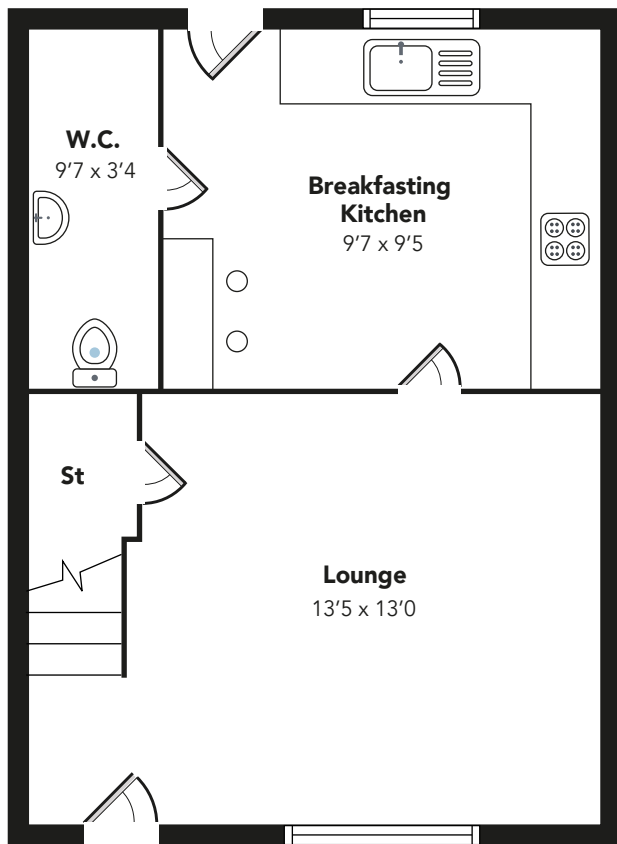 W.C.
9’7 x 3’4
Breakfasting
Kitchen
9’7 x 9’5
St
Lounge
13’5 x 13’0